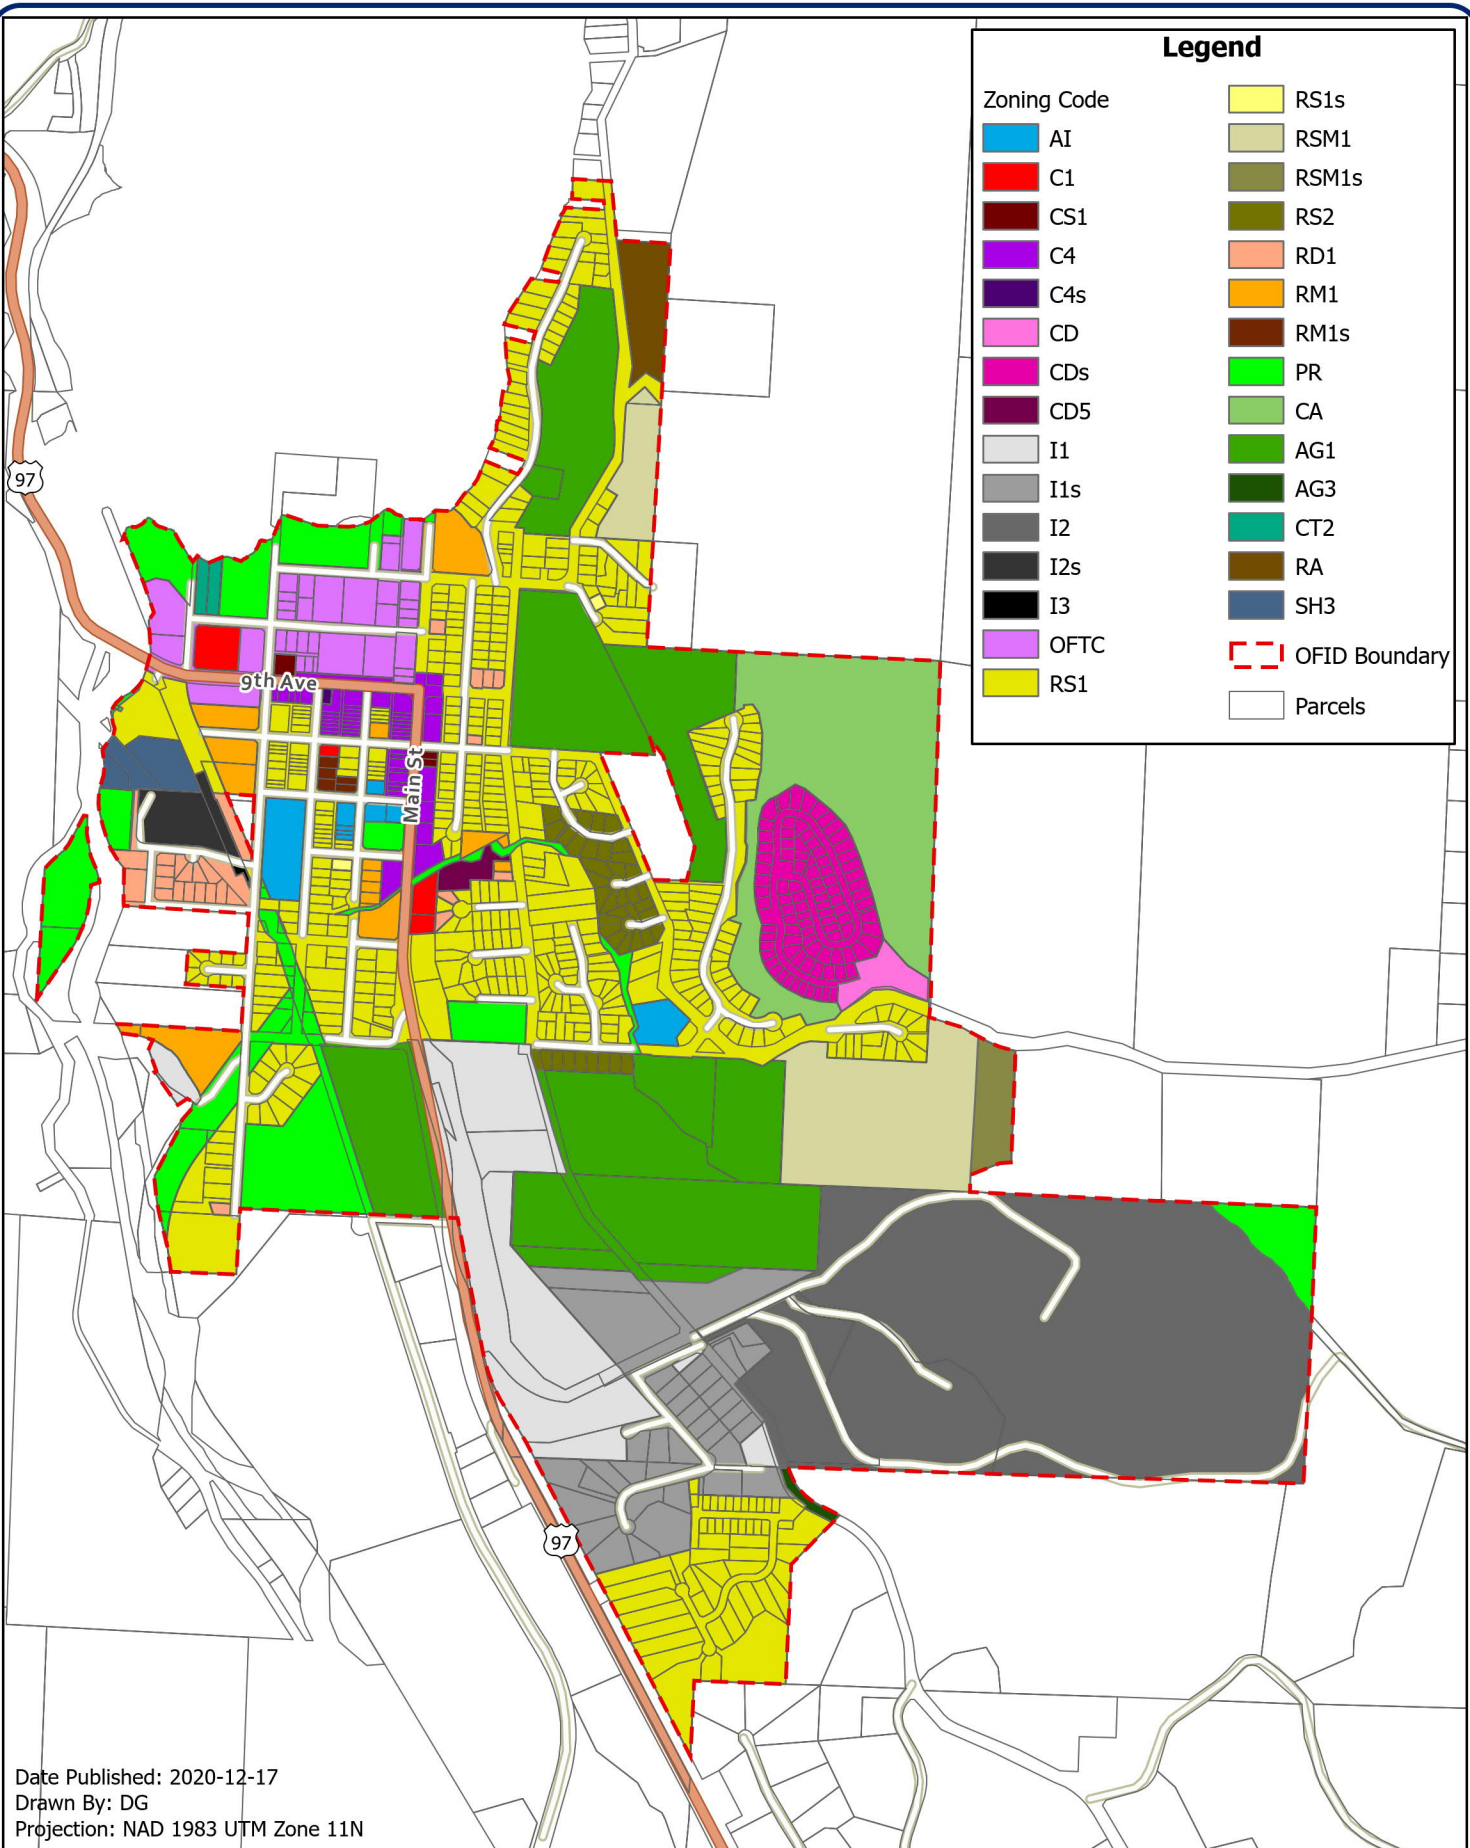 Legend
Zoning Code
AI
C1
CS1
C4
C4s
CD
CDs
CD5
I1
I1s
I2
I2s
I3
OFTC
RS1
RS1s
RSM1
RSM1s
RS2
RD1
RM1
RM1s
PR
CA
AG1
AG3
CT2
RA
SH3
OFID Boundary
Parcels
97
9th Ave
Main St
97
Date Published: 2020-12-17
Drawn By: DG
Projection: NAD 1983 UTM Zone 11N